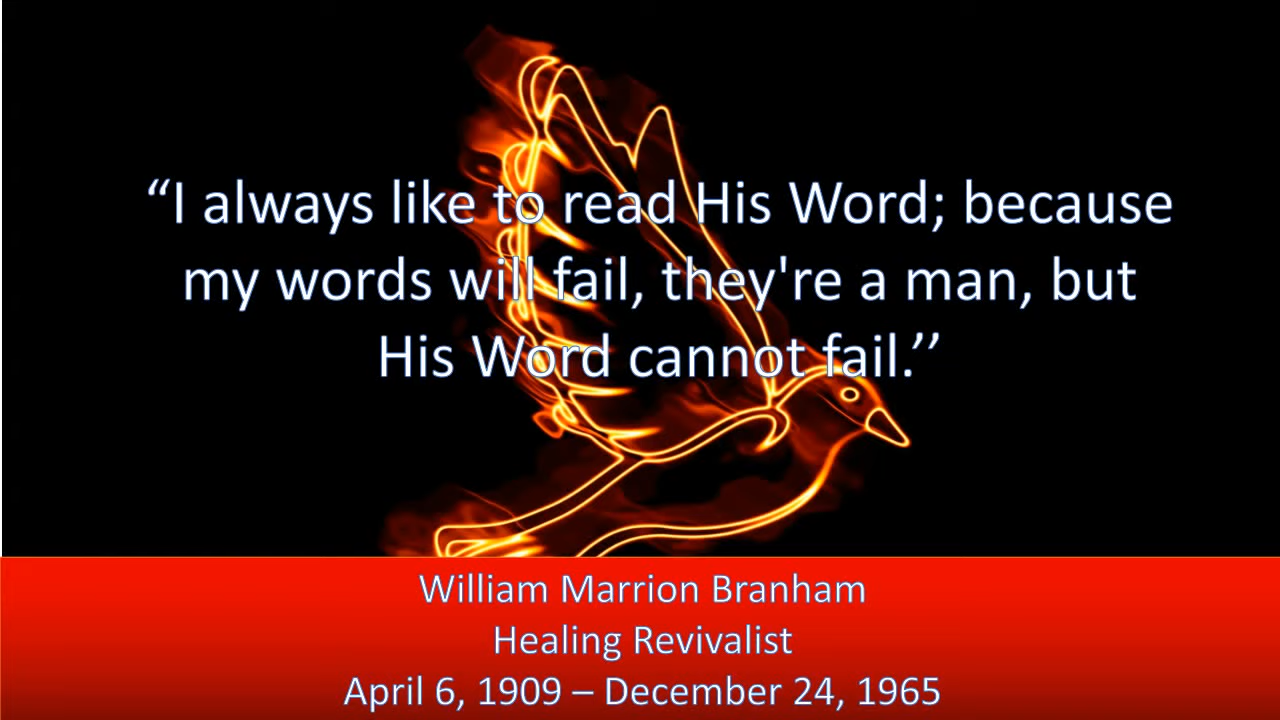 “I always like to read His Word; because
my words will fail, they're a man, but
His Word cannot fail.’’
William Marrion Branham
Healing Revivalist
April 6, 1909 – December 24, 1965